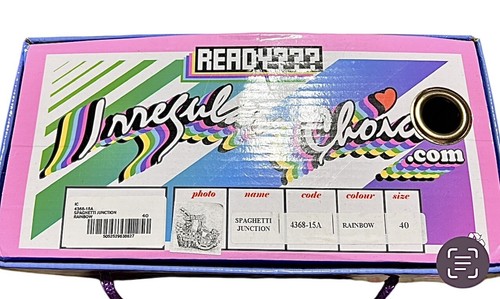 READY???
Irregular Choice
.com
IC
4368-15A
SPAGHETTI JUNCTION
RAINBOW 40
photo name code colour size
SPAGHETTI JUNCTION 4368-15A RAINBOW 40